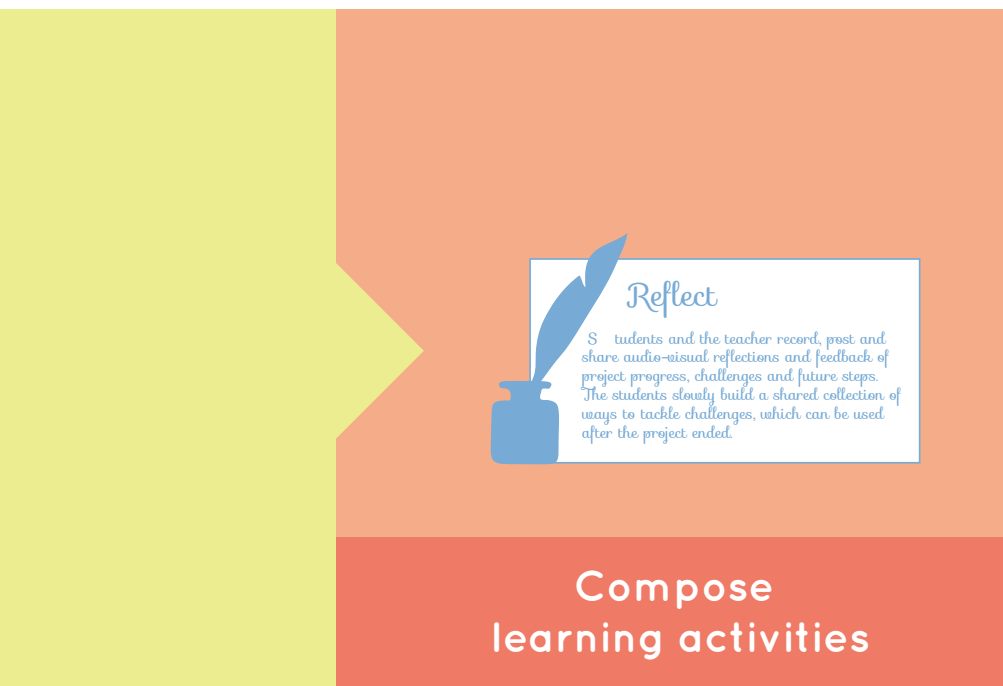 Reflect
Students and the teacher record, post and
share audio-visual reflections and feedback of
project progress, challenges and future steps.
The students slowly build a shared collection of
ways to tackle challenges, which can be used
after the project ended.
Compose
learning activities